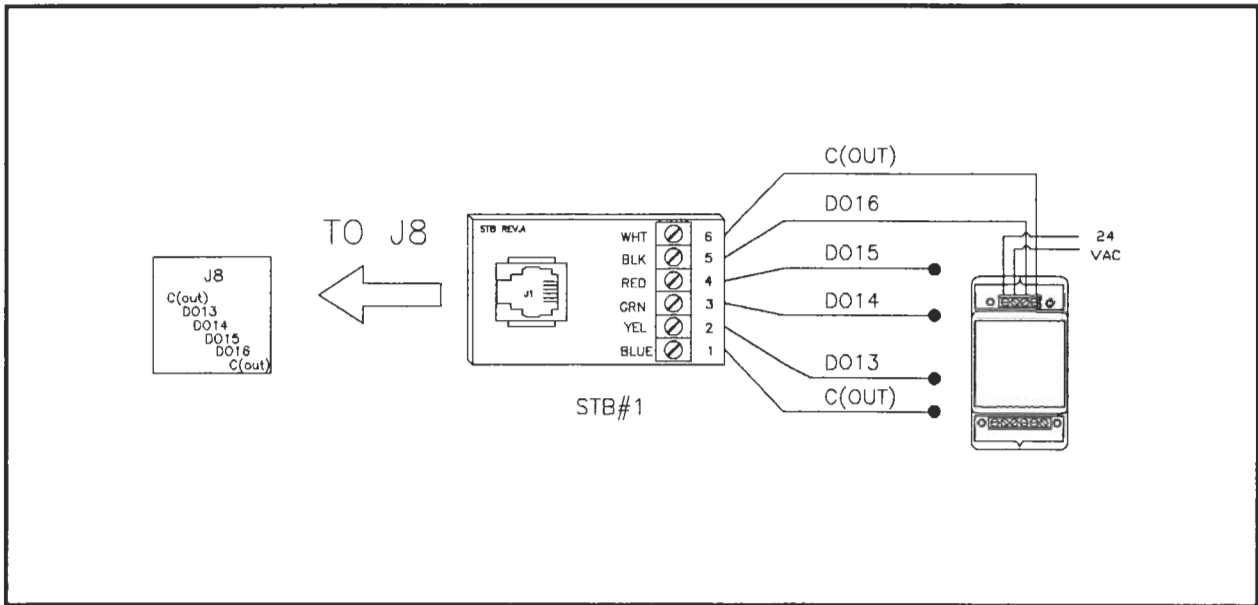 TO J8
J8
C(out)
DO13
DO14
DO15
DO16
C(out)
STB REV.A
J1
WHT 6
BLK 5
RED 4
GRN 3
YEL 2
BLUE 1
STB#1
C(OUT)
DO16
DO15
DO14
DO13
C(OUT)
24
VAC